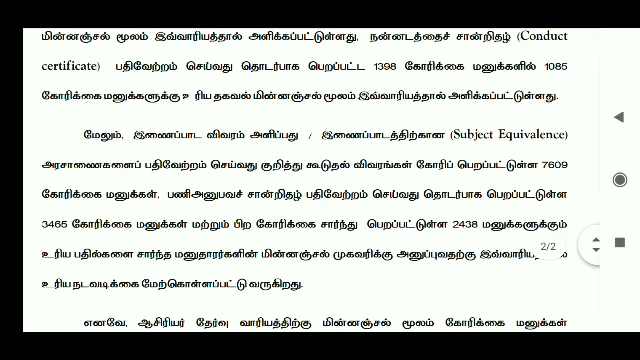 மின்னஞ்சல் மூலம் இவ்வாரியத்தால் அளிக்கப்பட்டுள்ளது, நன்னடத்தைச் சான்றிதழ் (Conduct
certificate) பதிவேற்றம் செய்வது தொடர்பாக பெறப்பட்ட 1398 கோரிக்கை மனுக்களில் 1085
கோரிக்கை மனுக்களுக்கு உரிய தகவல் மின்னஞ்சல் மூலம் இவ்வாரியத்தால் அளிக்கப்பட்டுள்ளது.
மேலும், இணைப்பாட விவரம் அளிப்பது / இணைப்பாடத்திற்கான (Subject Equivalence)
அரசாணைகளைப் பதிவேற்றம் செய்வது குறித்து கூடுதல் விவரங்கள் கோரிப் பெறப்பட்டுள்ள 7609
கோரிக்கை மனுக்கள், பணிஅனுபவச் சான்றிதழ் பதிவேற்றம் செய்வது தொடர்பாக பெறப்பட்டுள்ள
3465 கோரிக்கை மனுக்கள் மற்றும் பிற கோரிக்கை சார்ந்து பெறப்பட்டுள்ள 2438 மனுக்களுக்கும்
உரிய பதில்களை சார்ந்த மனுதாரர்களின் மின்னஞ்சல் முகவரிக்கு அனுப்புவதற்கு
2/2
உரிய நடவடிக்கை மேற்கொள்ளப்பட்டு வருகிறது.
எனவே, ஆசிரியர் தேர்வு வாரியத்திற்கு மின்னஞ்சல் மூலம் கோரிக்கை மனுக்கள்